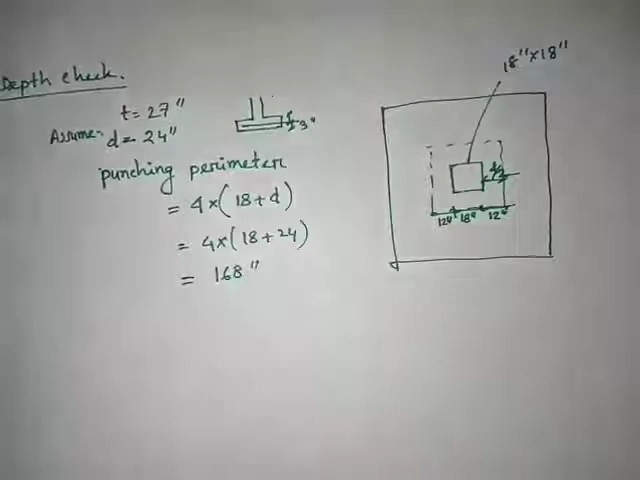 Depth check.
t = 27"
Assume - d = 24"
3"
punching perimeter
= 4×(18+d)
= 4×(18+24)
= 168"
18"×18"
d/2
12" 18" 12"